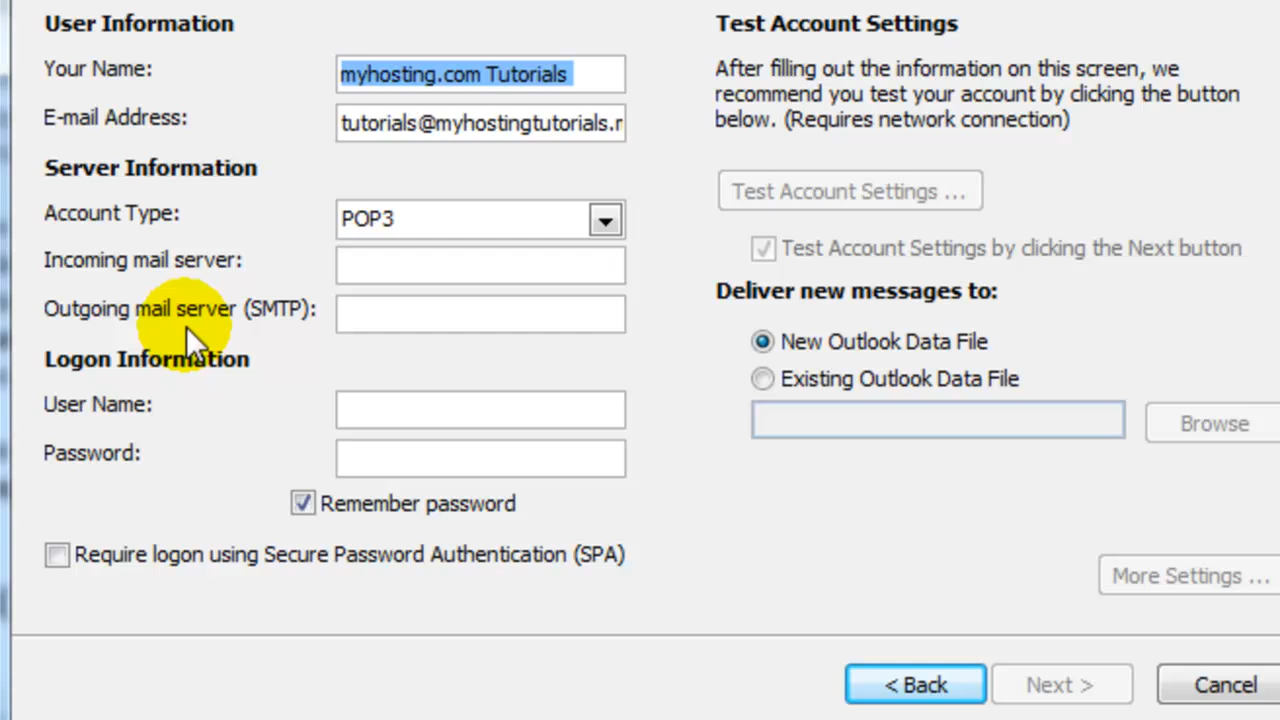 User Information
Your Name:
myhosting.com Tutorials
E-mail Address:
tutorials@myhostingtutorials.r
Server Information
Account Type:
POP3
Incoming mail server:
Outgoing mail server (SMTP):
Logon Information
User Name:
Password:
Remember password
Require logon using Secure Password Authentication (SPA)
Test Account Settings
After filling out the information on this screen, we
recommend you test your account by clicking the button
below. (Requires network connection)
Test Account Settings ...
Test Account Settings by clicking the Next button
Deliver new messages to:
New Outlook Data File
Existing Outlook Data File
Browse
More Settings ...
< Back
Next >
Cancel